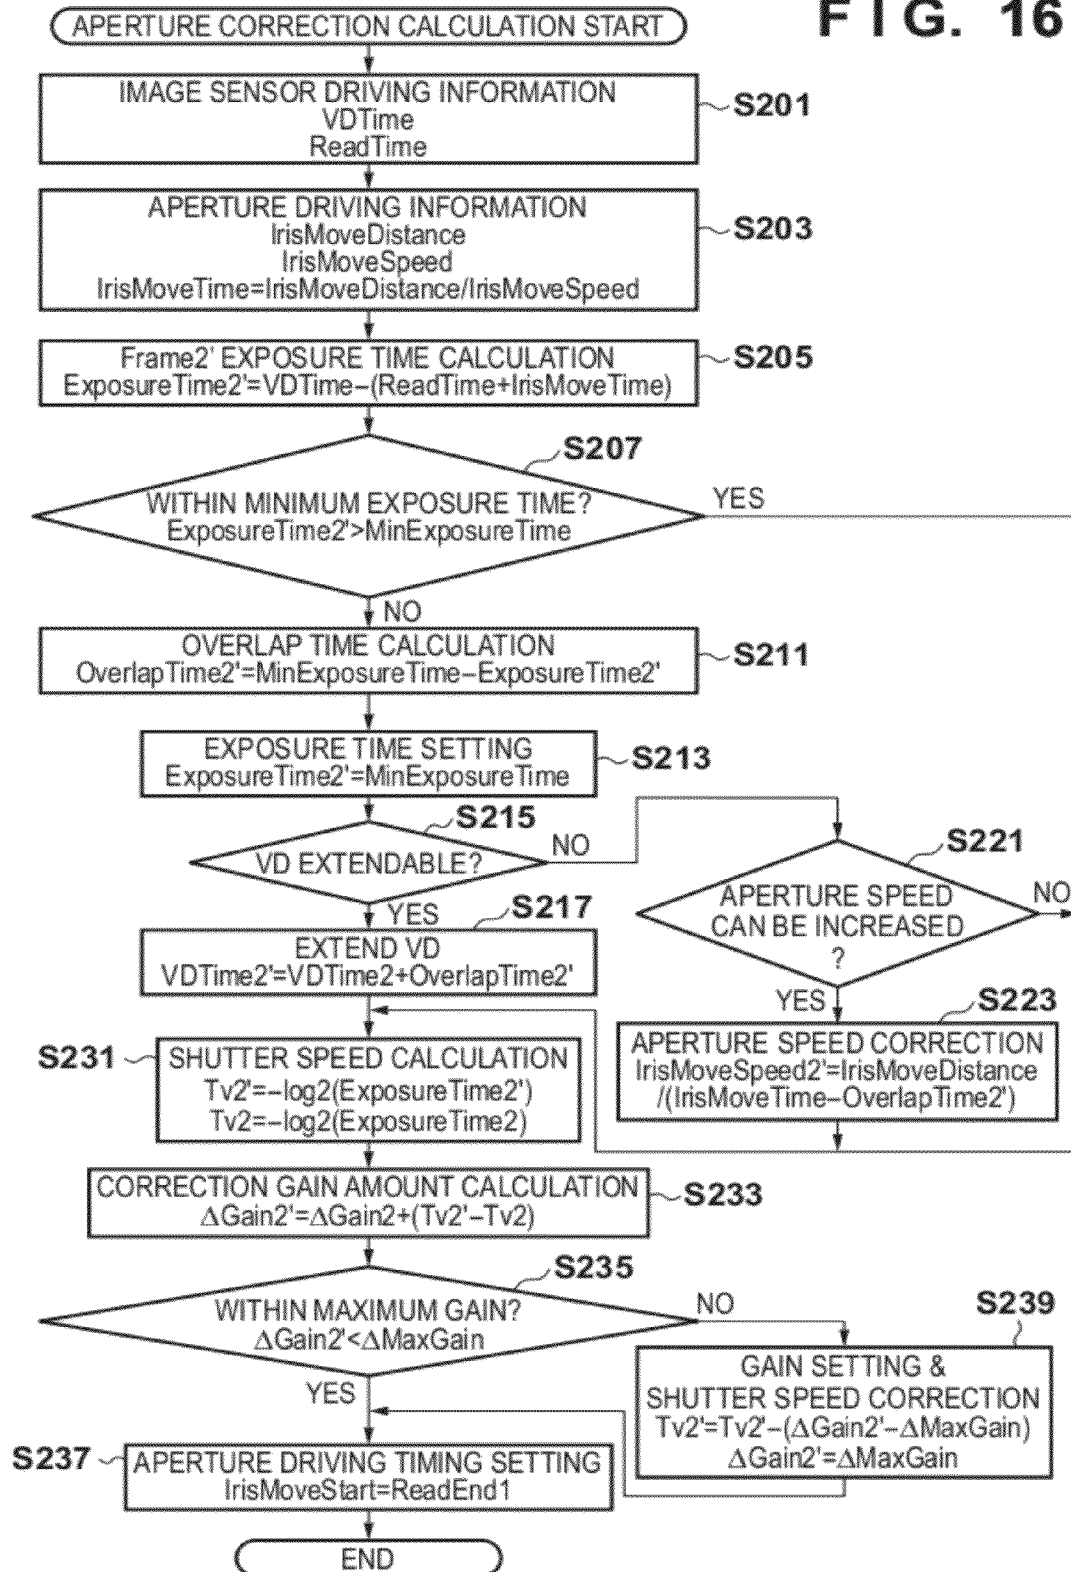 FIG. 16
APERTURE CORRECTION CALCULATION START
IMAGE SENSOR DRIVING INFORMATION
VDTime
ReadTime
S201
APERTURE DRIVING INFORMATION
IrisMoveDistance
IrisMoveSpeed
IrisMoveTime=IrisMoveDistance/IrisMoveSpeed
S203
Frame2' EXPOSURE TIME CALCULATION
ExposureTime2'=VDTime−(ReadTime+IrisMoveTime)
S205
S207
WITHIN MINIMUM EXPOSURE TIME?
ExposureTime2'>MinExposureTime
YES
NO
OVERLAP TIME CALCULATION
OverlapTime2'=MinExposureTime−ExposureTime2'
S211
EXPOSURE TIME SETTING
ExposureTime2'=MinExposureTime
S213
S215
VD EXTENDABLE?
NO
YES
S221
APERTURE SPEED
CAN BE INCREASED
?
NO
YES
S217
EXTEND VD
VDTime2'=VDTime2+OverlapTime2'
S223
APERTURE SPEED CORRECTION
IrisMoveSpeed2'=IrisMoveDistance
/(IrisMoveTime−OverlapTime2')
S231
SHUTTER SPEED CALCULATION
Tv2'=−log2(ExposureTime2')
Tv2=−log2(ExposureTime2)
CORRECTION GAIN AMOUNT CALCULATION
ΔGain2'=ΔGain2+(Tv2'−Tv2)
S233
S235
WITHIN MAXIMUM GAIN?
ΔGain2'<ΔMaxGain
NO
YES
S239
GAIN SETTING &
SHUTTER SPEED CORRECTION
Tv2'=Tv2'−(ΔGain2'−ΔMaxGain)
ΔGain2'=ΔMaxGain
S237
APERTURE DRIVING TIMING SETTING
IrisMoveStart=ReadEnd1
END